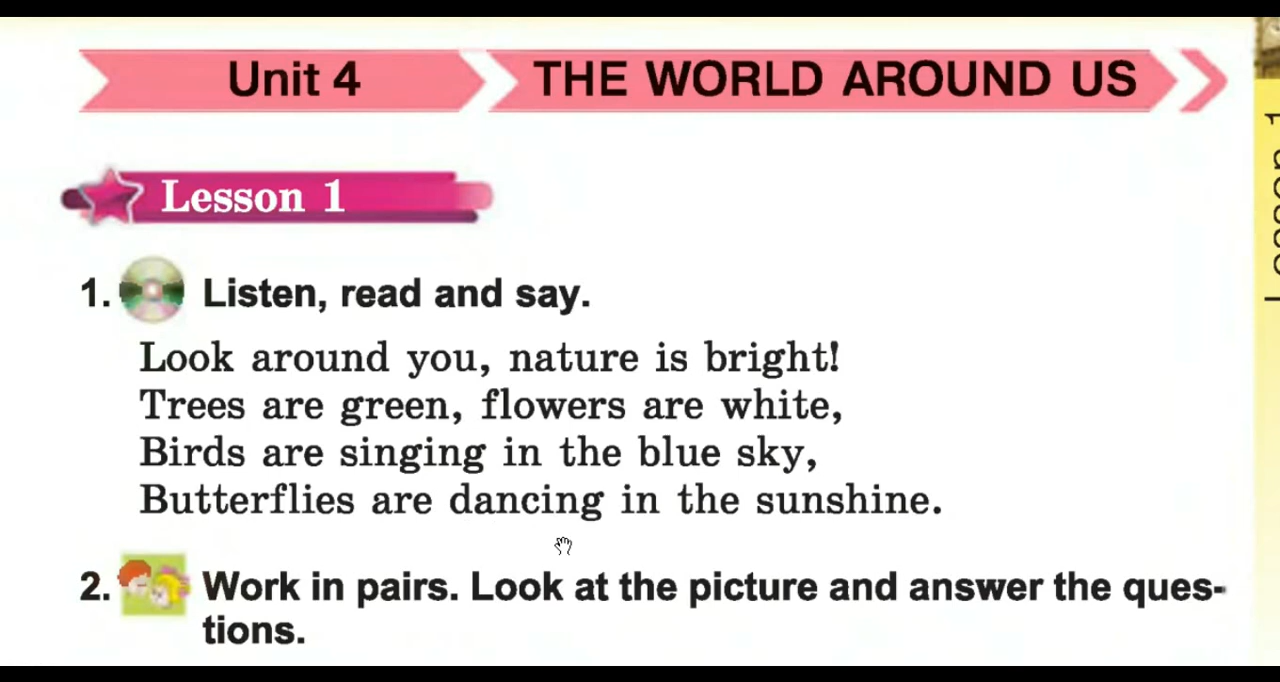 Unit 4 THE WORLD AROUND US
Lesson 1
1. Listen, read and say.
Look around you, nature is bright!
Trees are green, flowers are white,
Birds are singing in the blue sky,
Butterflies are dancing in the sunshine.
2. Work in pairs. Look at the picture and answer the ques-
tions.
Lesson 1